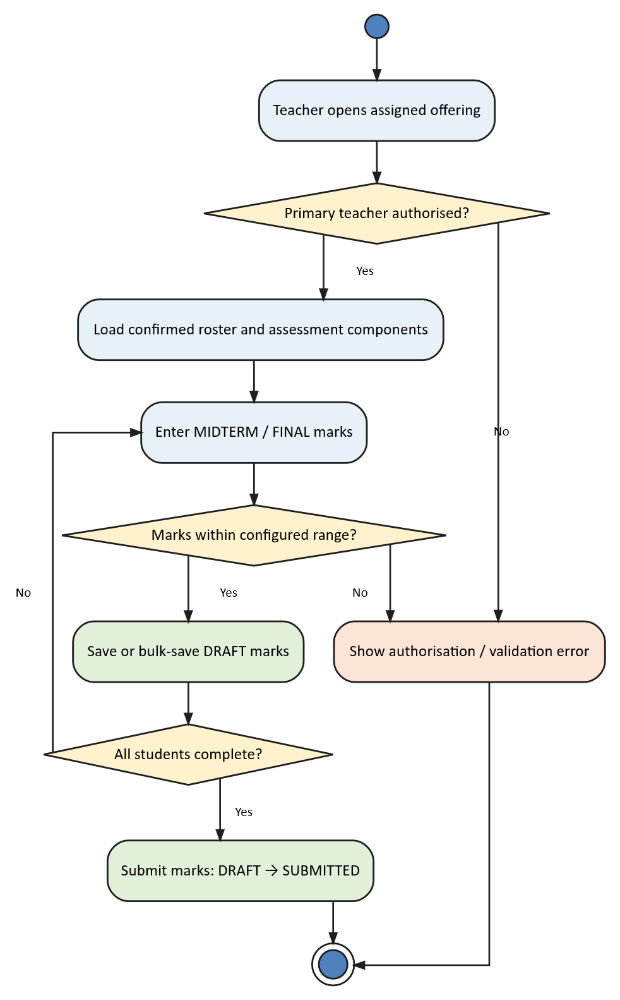 Teacher opens assigned offering
Primary teacher authorised?
Yes
Load confirmed roster and assessment components
Enter MIDTERM / FINAL marks
No
Marks within configured range?
No
Yes
No
Save or bulk-save DRAFT marks
Show authorisation / validation error
All students complete?
Yes
Submit marks: DRAFT → SUBMITTED